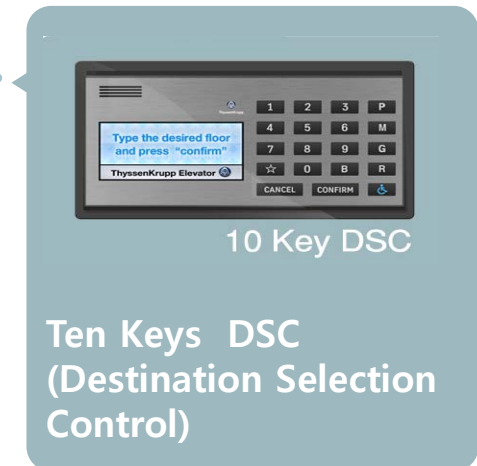 ThyssenKrupp
1 2 3 P
Type the desired floor
and press "confirm"
4 5 6 M
7 8 9 G
ThyssenKrupp Elevator
☆ 0 B R
CANCEL CONFIRM
10 Key DSC
Ten Keys DSC
(Destination Selection
Control)